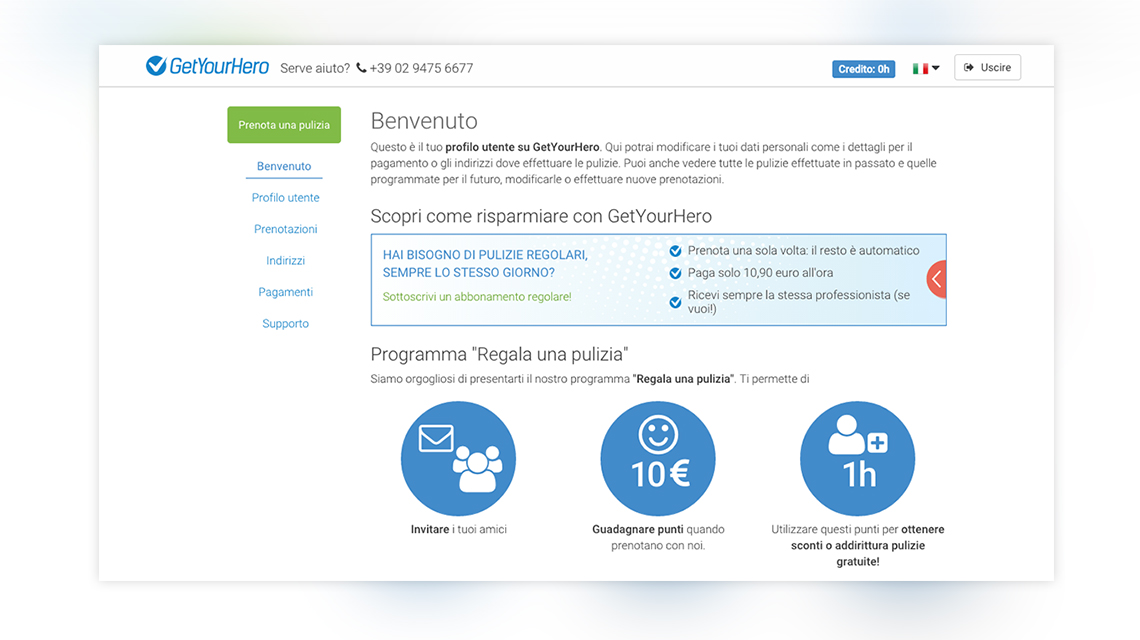 GetYourHero
Serve aiuto? +39 02 9475 6677
Credito: 0h
Uscire
Prenota una pulizia
Benvenuto
Profilo utente
Prenotazioni
Indirizzi
Pagamenti
Supporto
Benvenuto
Questo è il tuo profilo utente su GetYourHero. Qui potrai modificare i tuoi dati personali come i dettagli per il
pagamento o gli indirizzi dove effettuare le pulizie. Puoi anche vedere tutte le pulizie effettuate in passato e quelle
programmate per il futuro, modificarle o effettuare nuove prenotazioni.
Scopri come risparmiare con GetYourHero
HAI BISOGNO DI PULIZIE REGOLARI,
SEMPRE LO STESSO GIORNO?
Sottoscrivi un abbonamento regolare!
Prenota una sola volta: il resto è automatico
Paga solo 10,90 euro all'ora
Ricevi sempre la stessa professionista (se
vuoi!)
Programma "Regala una pulizia"
Siamo orgogliosi di presentarti il nostro programma "Regala una pulizia". Ti permette di
Invitare i tuoi amici
10 €
Guadagnare punti quando
prenotano con noi.
1h
Utilizzare questi punti per ottenere
sconti o addirittura pulizie
gratuite!